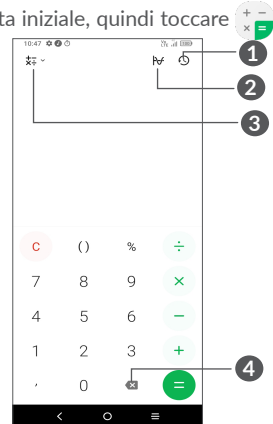 ta iniziale, quindi toccare
10:47
1
2
3
C () % ÷
7 8 9 ×
4 5 6 −
1 2 3 +
4
, 0 =